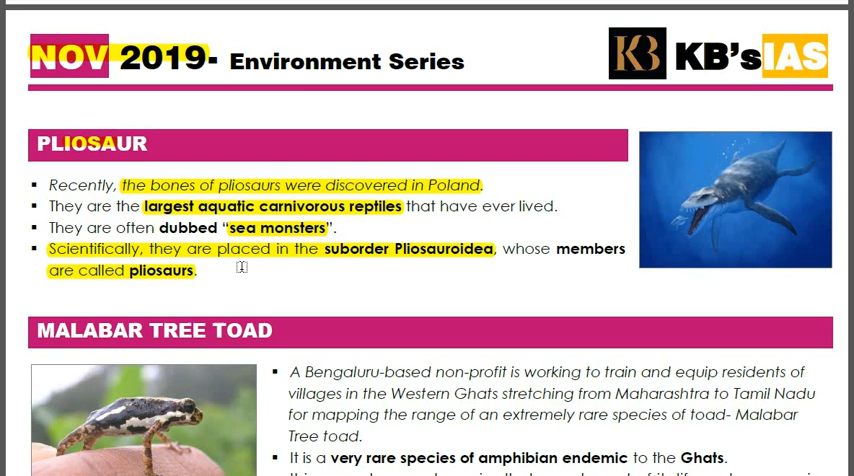 NOV 2019- Environment Series
KB KB's IAS
PLIOSAUR
▪ Recently, the bones of pliosaurs were discovered in Poland.
▪ They are the largest aquatic carnivorous reptiles that have ever lived.
▪ They are often dubbed “sea monsters”.
▪ Scientifically, they are placed in the suborder Pliosauroidea, whose members
are called pliosaurs.
MALABAR TREE TOAD
▪ A Bengaluru-based non-profit is working to train and equip residents of
villages in the Western Ghats stretching from Maharashtra to Tamil Nadu
for mapping the range of an extremely rare species of toad- Malabar
Tree toad.
▪ It is a very rare species of amphibian endemic to the Ghats.